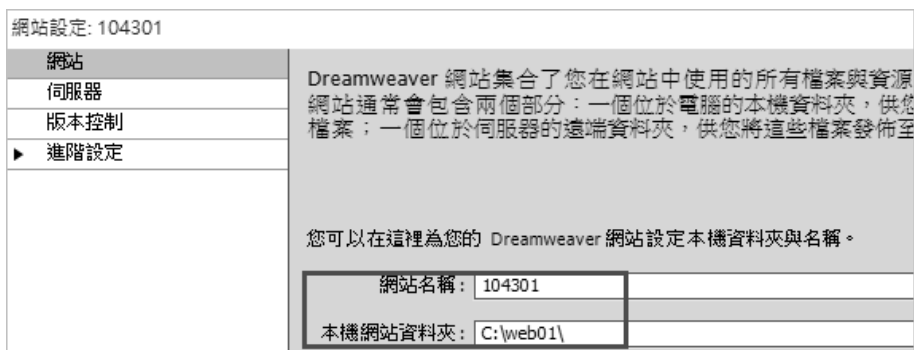 網站設定: 104301
網站
伺服器
版本控制
進階設定
Dreamweaver 網站集合了您在網站中使用的所有檔案與資源
網站通常會包含兩個部分：一個位於電腦的本機資料夾，供您
檔案；一個位於伺服器的遠端資料夾，供您將這些檔案發佈至
您可以在這裡為您的 Dreamweaver 網站設定本機資料夾與名稱。
網站名稱： 104301
本機網站資料夾： C:\web01\